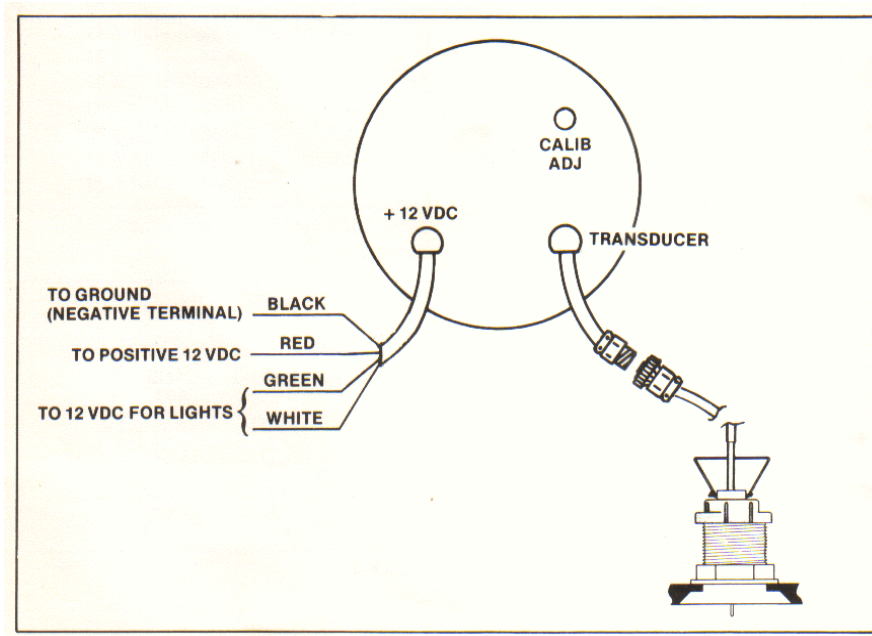 CALIB
ADJ
+ 12 VDC
TRANSDUCER
TO GROUND
(NEGATIVE TERMINAL)
BLACK
TO POSITIVE 12 VDC
RED
GREEN
TO 12 VDC FOR LIGHTS
WHITE